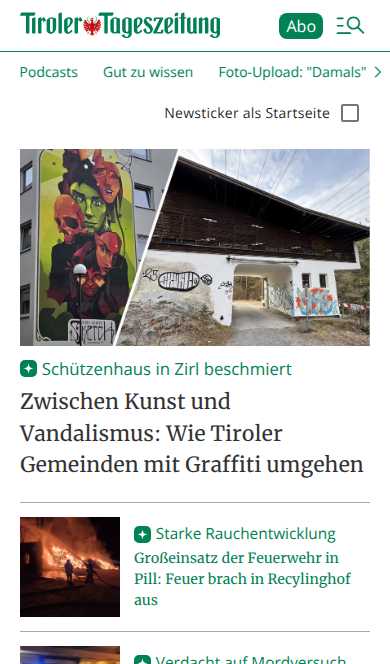 Tiroler Tageszeitung
Abo
Podcasts Gut zu wissen Foto-Upload: "Damals"
Newsticker als Startseite
Schützenhaus in Zirl beschmiert
Zwischen Kunst und
Vandalismus: Wie Tiroler
Gemeinden mit Graffiti umgehen
Starke Rauchentwicklung
Großeinsatz der Feuerwehr in
Pill: Feuer brach in Recylinghof
aus
Verdacht auf Mordversuch